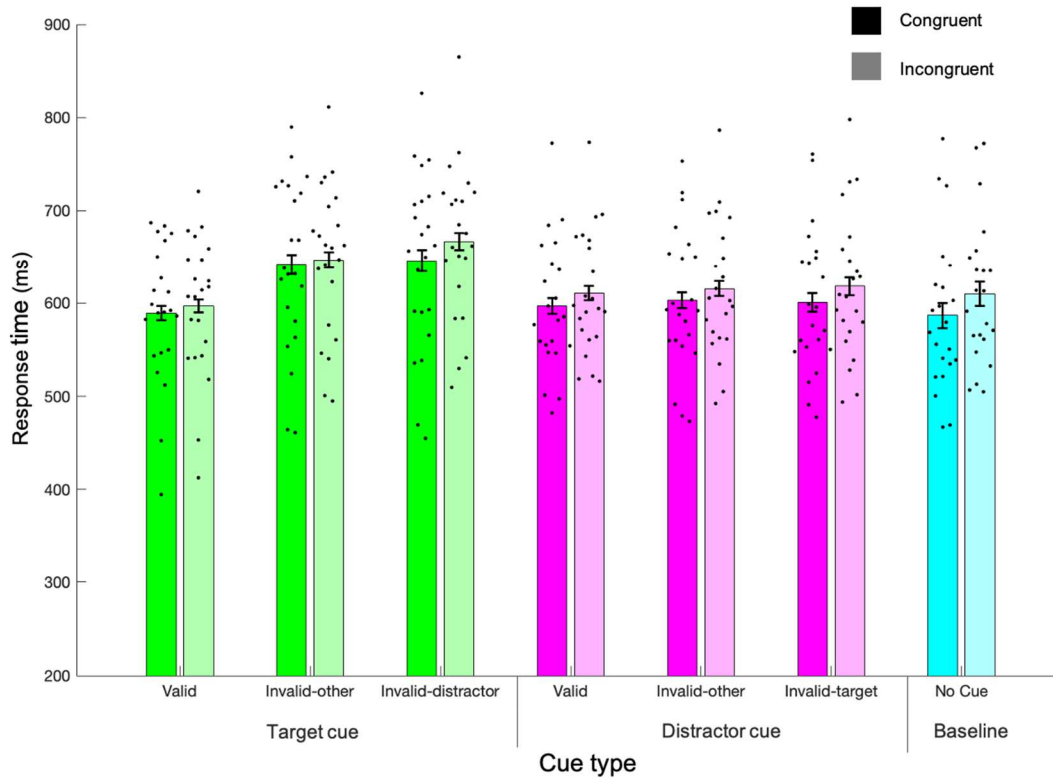 900
Congruent
Incongruent
800
700
600
500
400
300
200
Response time (ms)
Valid Invalid-other Invalid-distractor Valid Invalid-other Invalid-target No Cue
Target cue Distractor cue Baseline
Cue type